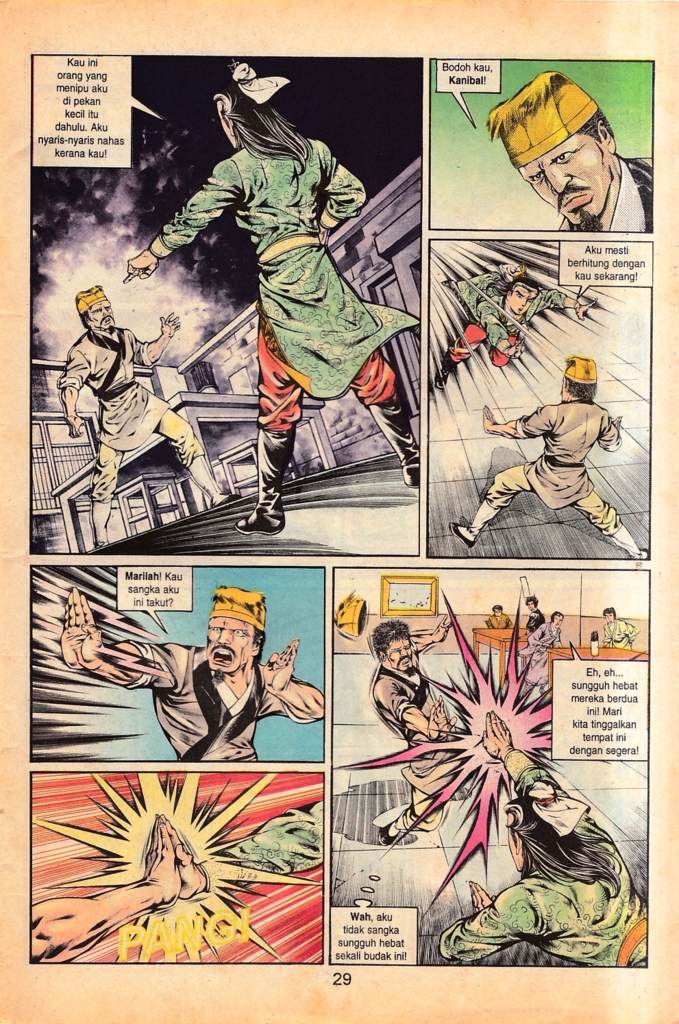 Kau ini
orang yang
menipu aku
di pekan
kecil itu
dahulu. Aku
nyaris-nyaris nahas
kerana kau!
Bodoh kau,
Kanibal!
Aku mesti
berhitung dengan
kau sekarang!
Marilah! Kau
sangka aku
ini takut?
PANG!
Eh, eh...
sungguh hebat
mereka berdua
ini! Mari
kita tinggalkan
tempat ini
dengan segera!
Wah, aku
tidak sangka
sungguh hebat
sekali budak ini!
29